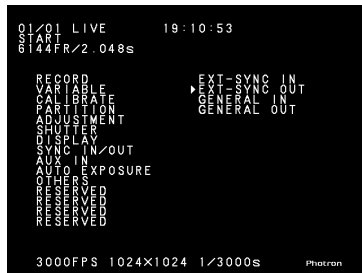 01/01 LIVE 19:10:53
START
6144FR/2.048s
RECORD EXT-SYNC IN
VARIABLE ▶EXT-SYNC OUT
CALIBRATE GENERAL IN
PARTITION GENERAL OUT
ADJUSTMENT
SHUTTER
DISPLAY
SYNC IN/OUT
AUX IN
AUTO EXPOSURE
OTHERS
RESERVED
RESERVED
RESERVED
RESERVED
3000FPS 1024×1024 1/3000s Photron